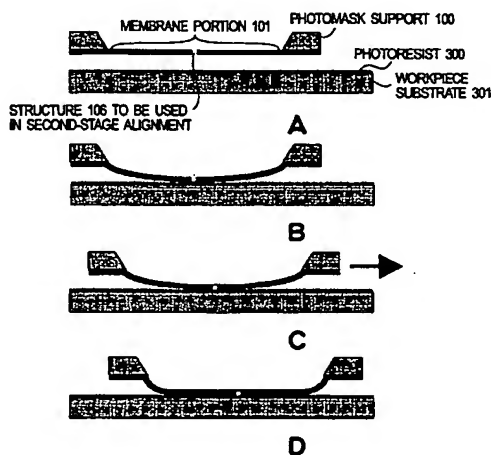 MEMBRANE PORTION 101
PHOTOMASK SUPPORT 100
PHOTORESIST 300
WORKPIECE
SUBSTRATE 301
STRUCTURE 106 TO BE USED
IN SECOND-STAGE ALIGNMENT
A
B
C
D